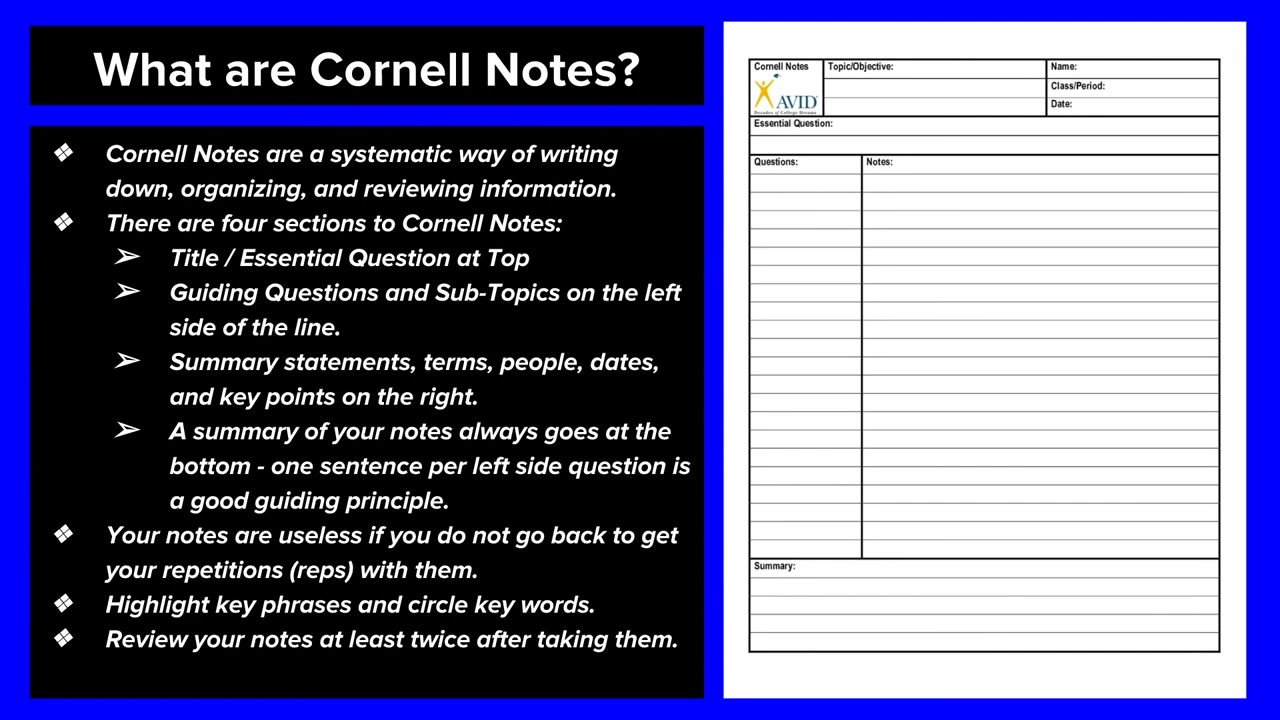 What are Cornell Notes?
❖ Cornell Notes are a systematic way of writing
down, organizing, and reviewing information.
❖ There are four sections to Cornell Notes:
➢ Title / Essential Question at Top
➢ Guiding Questions and Sub-Topics on the left
side of the line.
➢ Summary statements, terms, people, dates,
and key points on the right.
➢ A summary of your notes always goes at the
bottom - one sentence per left side question is
a good guiding principle.
❖ Your notes are useless if you do not go back to get
your repetitions (reps) with them.
❖ Highlight key phrases and circle key words.
❖ Review your notes at least twice after taking them.
Cornell Notes
AVID
Decades of College Dreams
Topic/Objective:
Name:
Class/Period:
Date:
Essential Question:
Questions:
Notes:
Summary: